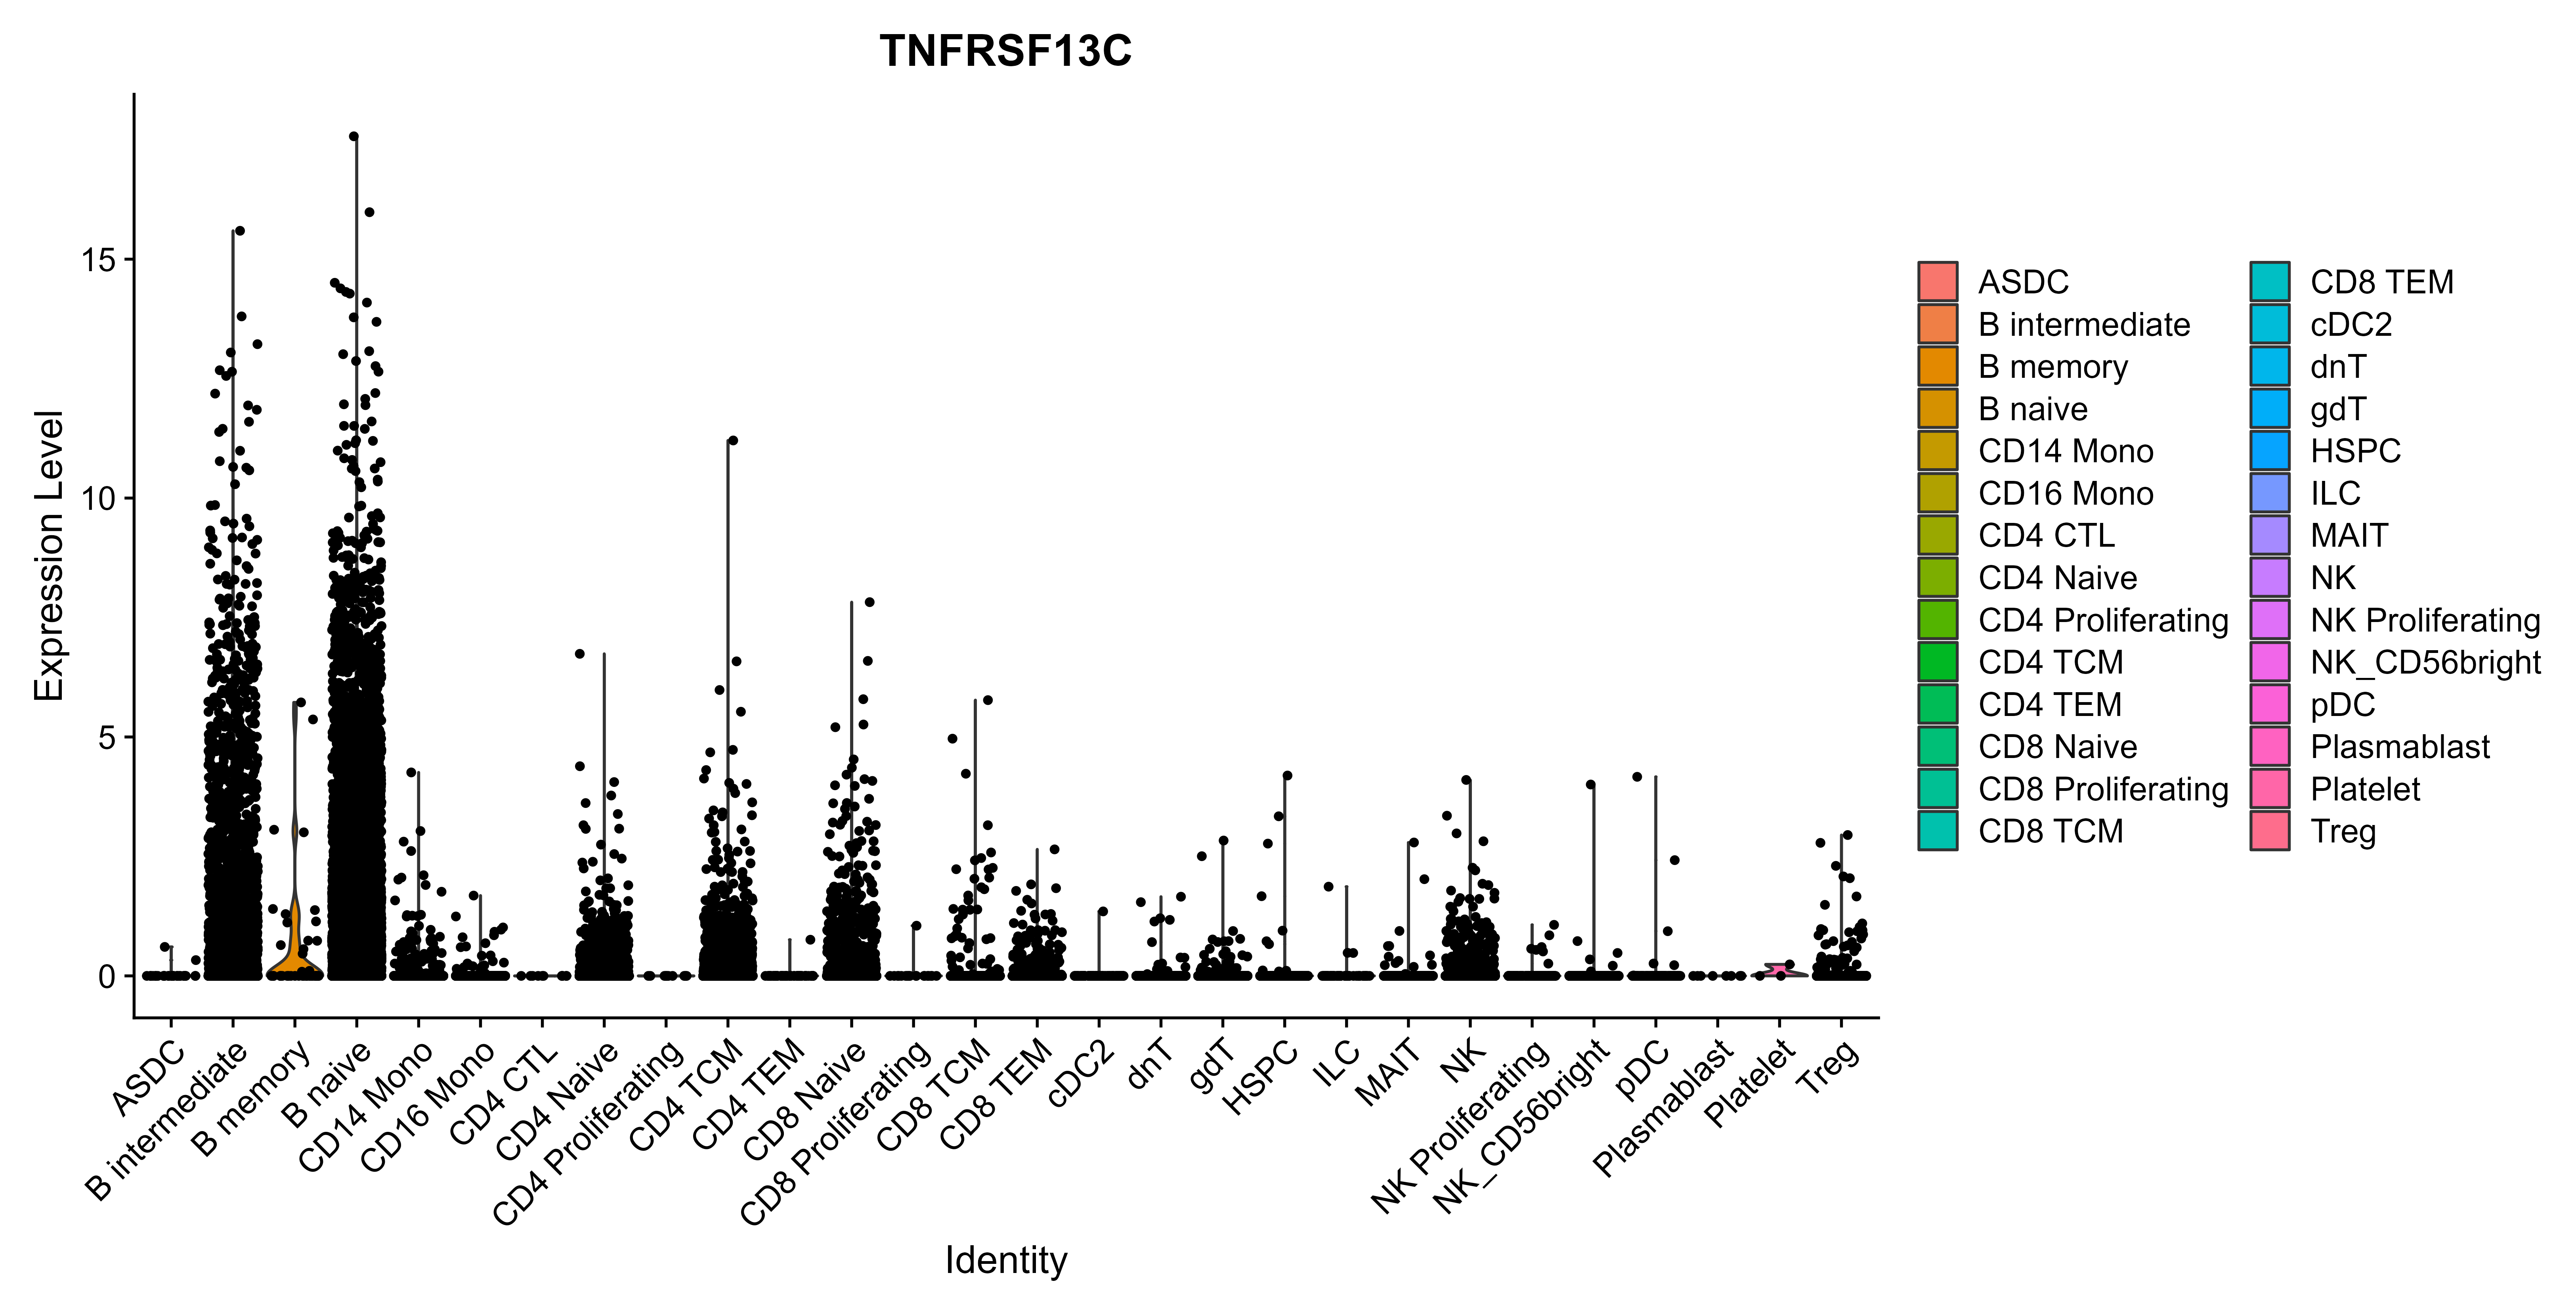 TNFRSF13C
Expression Level
15
10
5
0
ASDC
B intermediate
B memory
B naive
CD14 Mono
CD16 Mono
CD4 CTL
CD4 Naive
CD4 Proliferating
CD4 TCM
CD4 TEM
CD8 Naive
CD8 Proliferating
CD8 TCM
CD8 TEM
cDC2
dnT
gdT
HSPC
ILC
MAIT
NK
NK Proliferating
NK_CD56bright
pDC
Plasmablast
Platelet
Treg
Identity
ASDC
B intermediate
B memory
B naive
CD14 Mono
CD16 Mono
CD4 CTL
CD4 Naive
CD4 Proliferating
CD4 TCM
CD4 TEM
CD8 Naive
CD8 Proliferating
CD8 TCM
CD8 TEM
cDC2
dnT
gdT
HSPC
ILC
MAIT
NK
NK Proliferating
NK_CD56bright
pDC
Plasmablast
Platelet
Treg